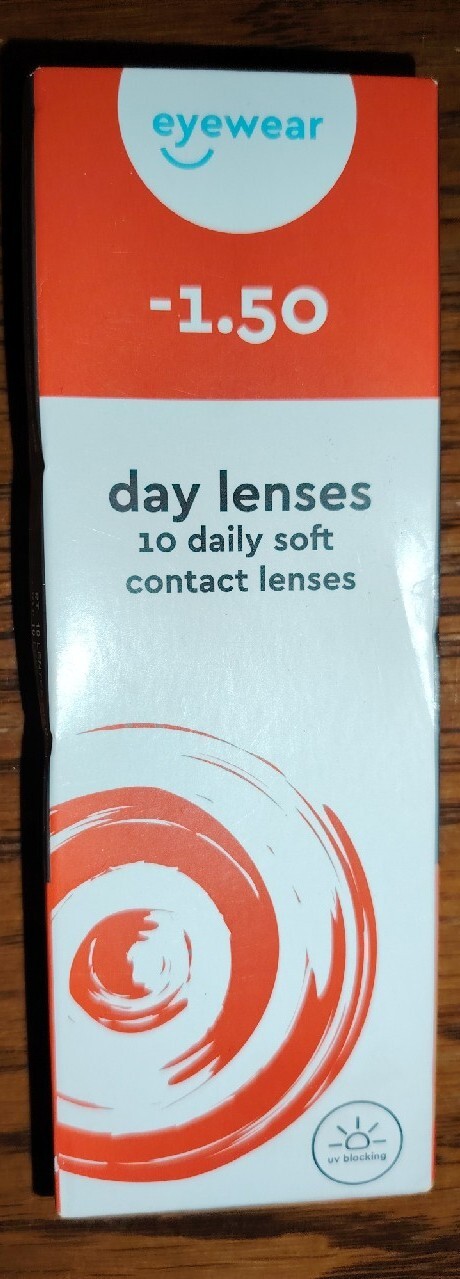 eyewear
-1.50
day lenses
10 daily soft
contact lenses
uv blocking